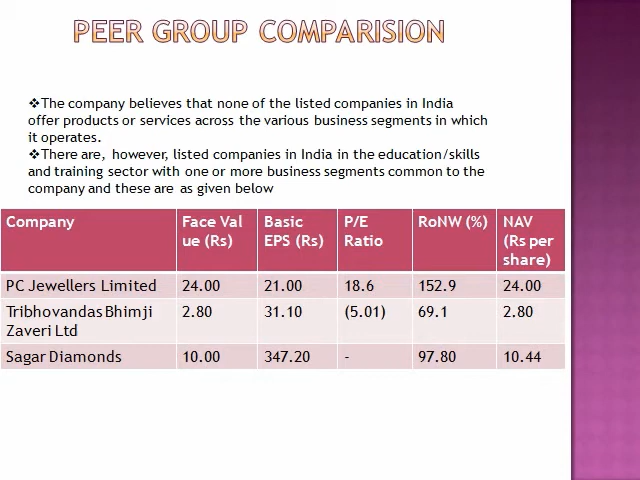 PEER GROUP COMPARISION
❖The company believes that none of the listed companies in India
offer products or services across the various business segments in which
it operates.
❖There are, however, listed companies in India in the education/skills
and training sector with one or more business segments common to the
company and these are as given below
Company | Face Val ue (Rs) | Basic EPS (Rs) | P/E Ratio | RoNW (%) | NAV (Rs per share)
PC Jewellers Limited | 24.00 | 21.00 | 18.6 | 152.9 | 24.00
Tribhovandas Bhimji Zaveri Ltd | 2.80 | 31.10 | (5.01) | 69.1 | 2.80
Sagar Diamonds | 10.00 | 347.20 | - | 97.80 | 10.44